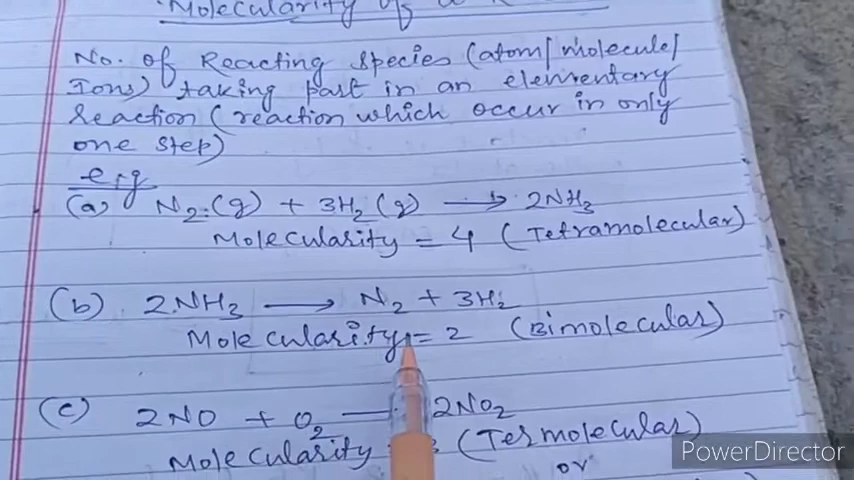 Molecularity of a
No. of Reacting species (atom/molecule/
Ions) taking part in an elementary
Reaction (reaction which occur in only
one step)
e.g
(a) N₂(g) + 3H₂(g) → 2NH₃
Molecularity = 4 (Tetramolecular)
(b) 2NH₃ → N₂ + 3H₂
Molecularity = 2 (Bimolecular)
(c) 2NO + O₂ → 2NO₂
Molecularity (Termolecular)
or
PowerDirector